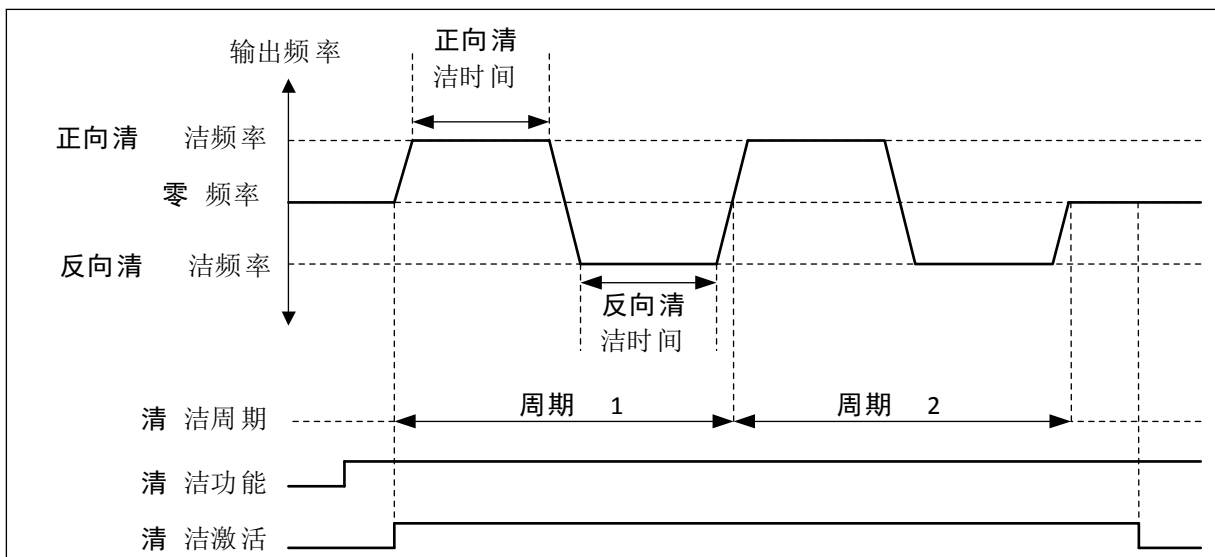 正向清
洁时间
输出频率
正向清 洁频率
零 频率
反向清 洁频率
反向清
洁时间
清 洁周期
周期 1
周期 2
清 洁功能
清 洁激活